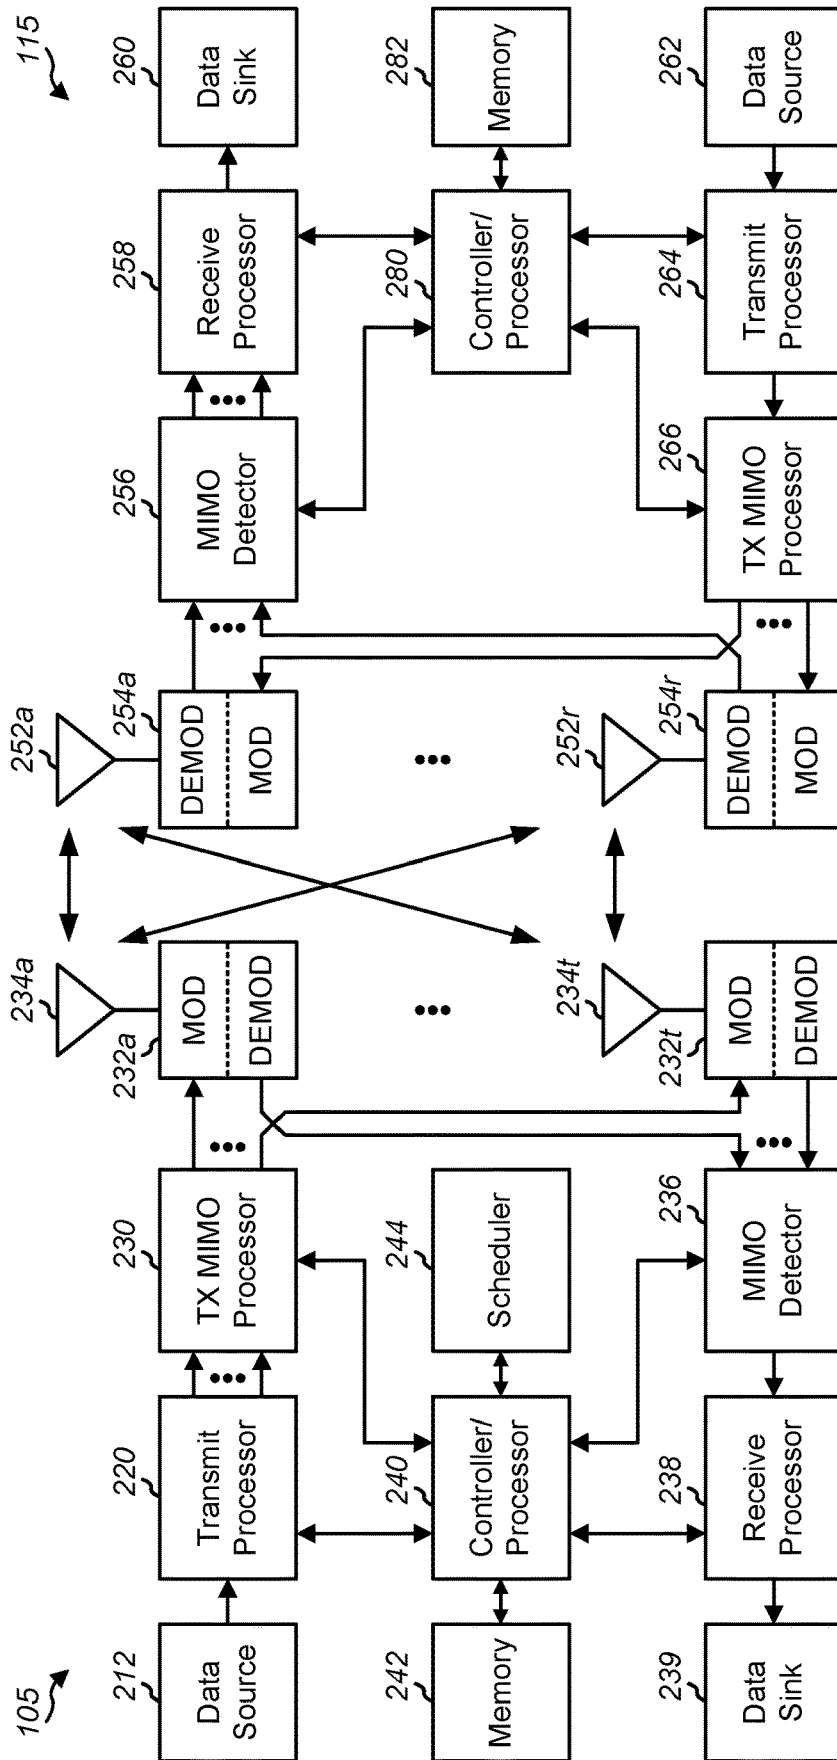 105
212
Data
Source
220
Transmit
Processor
230
TX MIMO
Processor
232a
234a
MOD
DEMOD
242
Memory
240
Controller/
Processor
244
Scheduler
239
Data
Sink
238
Receive
Processor
236
MIMO
Detector
232t
234t
MOD
DEMOD
115
252a
254a
DEMOD
MOD
256
MIMO
Detector
258
Receive
Processor
260
Data
Sink
280
Controller/
Processor
282
Memory
252r
254r
DEMOD
MOD
266
TX MIMO
Processor
264
Transmit
Processor
262
Data
Source